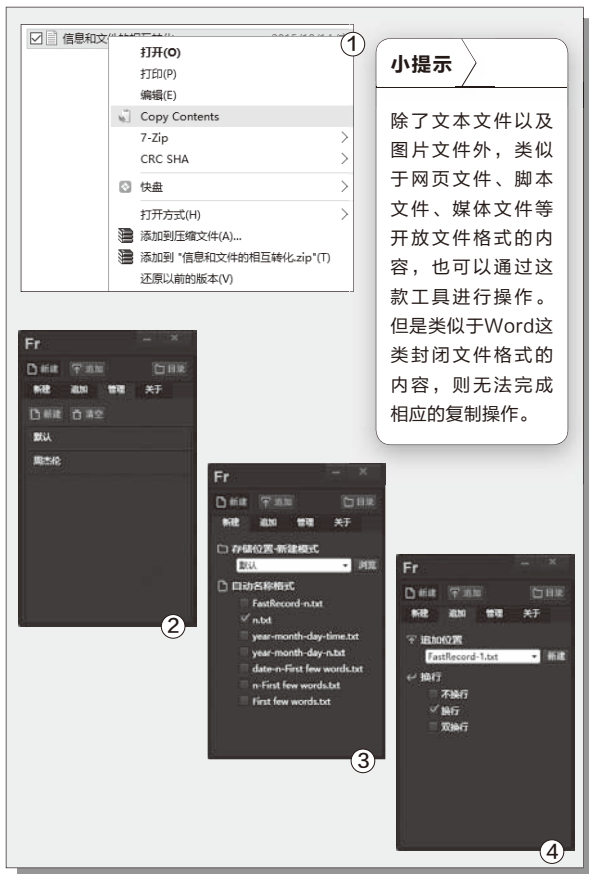 信息和文件的相互转化
①
打开(O)
打印(P)
编辑(E)
Copy Contents
7-Zip
CRC SHA
快盘
打开方式(H)
添加到压缩文件(A)...
添加到 "信息和文件的相互转化.zip"(T)
还原以前的版本(V)
小提示
除了文本文件以及
图片文件外，类似
于网页文件、脚本
文件、媒体文件等
开放文件格式的内
容，也可以通过这
款工具进行操作。
但是类似于Word这
类封闭文件格式的
内容，则无法完成
相应的复制操作。
Fr
新建 追加 目录
新建 追加 管理 关于
新建 清空
默认
周杰伦
②
Fr
新建 追加 目录
新建 追加 管理 关于
存储位置-新建模式
默认 浏览
自动名称格式
FastRecord-n.txt
n.txt
year-month-day-time.txt
year-month-day-n.txt
date-n-First few words.txt
n-First few words.txt
First few words.txt
③
Fr
新建 追加 目录
新建 追加 管理 关于
追加位置
FastRecord-1.txt 新建
换行
不换行
换行
双换行
④